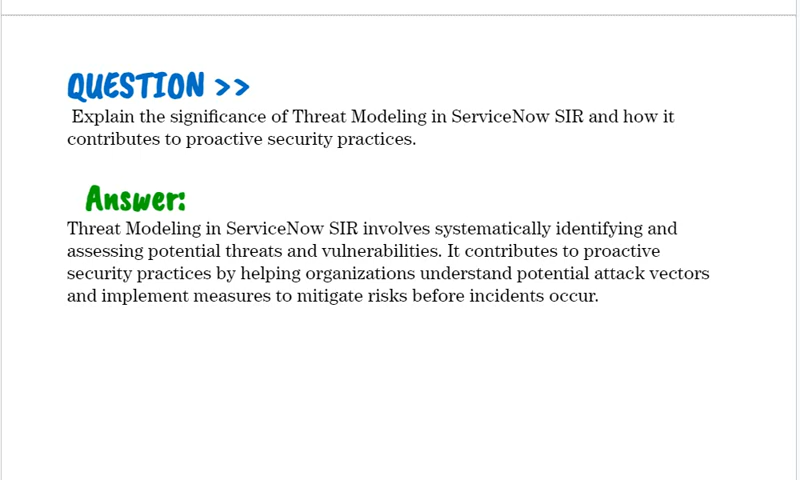 QUESTION >>
Explain the significance of Threat Modeling in ServiceNow SIR and how it
contributes to proactive security practices.
Answer:
Threat Modeling in ServiceNow SIR involves systematically identifying and
assessing potential threats and vulnerabilities. It contributes to proactive
security practices by helping organizations understand potential attack vectors
and implement measures to mitigate risks before incidents occur.